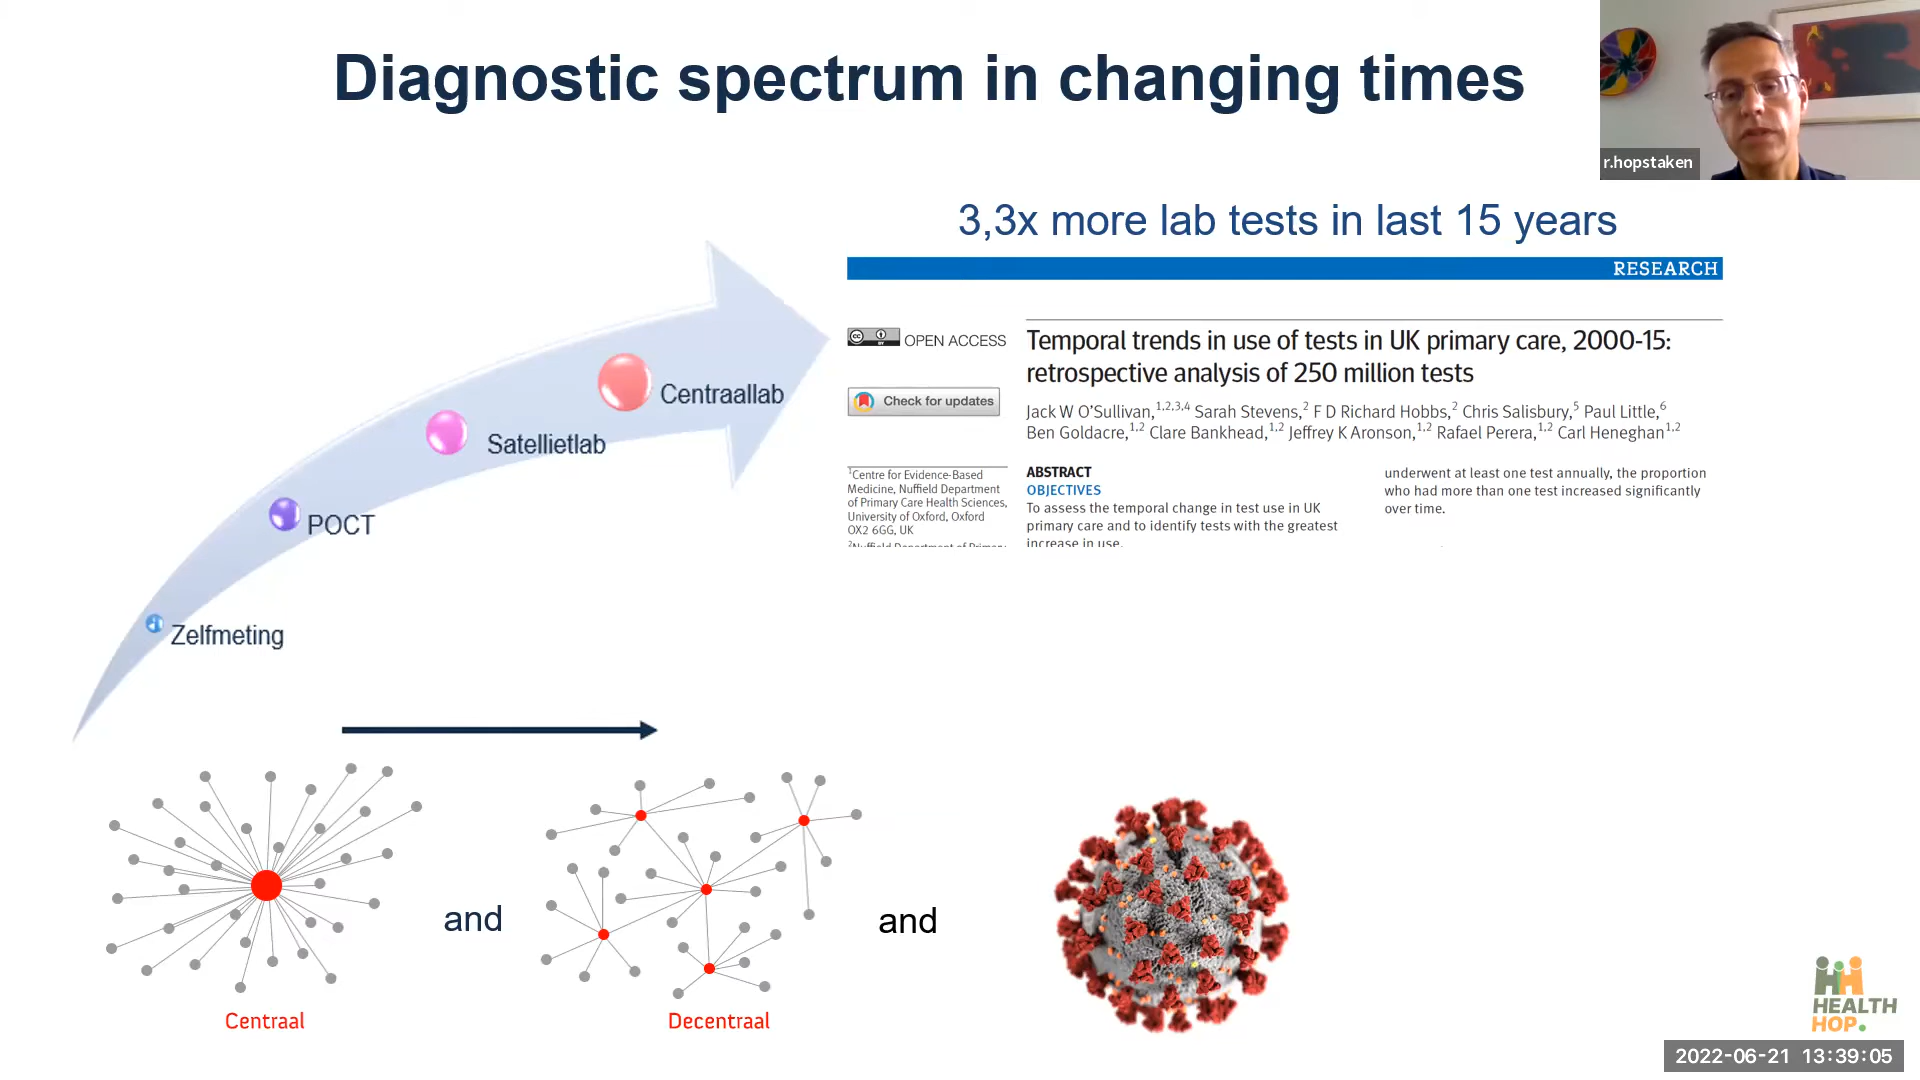 Diagnostic spectrum in changing times
r.hopstaken
3,3x more lab tests in last 15 years
RESEARCH
OPEN ACCESS
Check for updates
Temporal trends in use of tests in UK primary care, 2000-15:
retrospective analysis of 250 million tests
Jack W O'Sullivan,1,2,3,4 Sarah Stevens,2 F D Richard Hobbs,2 Chris Salisbury,5 Paul Little,6
Ben Goldacre,1,2 Clare Bankhead,1,2 Jeffrey K Aronson,1,2 Rafael Perera,1,2 Carl Heneghan1,2
1Centre for Evidence-Based
Medicine, Nuffield Department
of Primary Care Health Sciences,
University of Oxford, Oxford
OX2 6GG, UK
2Nuffield Department of Primary
ABSTRACT
OBJECTIVES
To assess the temporal change in test use in UK
primary care and to identify tests with the greatest
increase in use.
underwent at least one test annually, the proportion
who had more than one test increased significantly
over time.
Centraallab
Satellietlab
POCT
Zelfmeting
and
and
Centraal
Decentraal
HEALTH
HOP.
2022-06-21 13:39:05